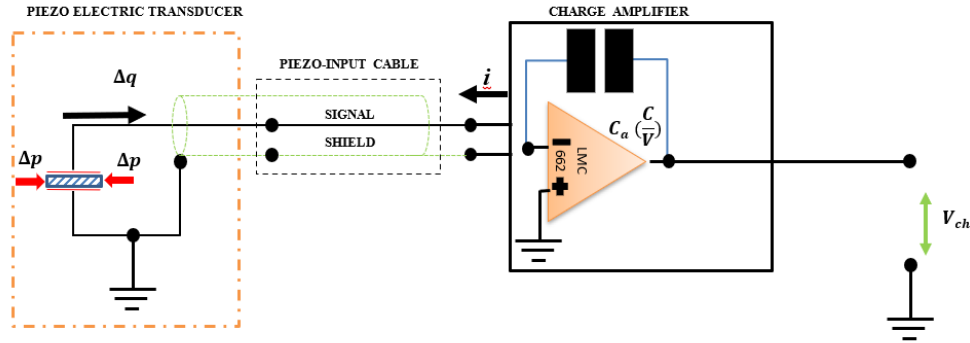 PIEZO ELECTRIC TRANSDUCER
CHARGE AMPLIFIER
PIEZO-INPUT CABLE
Δq
i
SIGNAL
SHIELD
Δp
Δp
C_a (C/V)
LMC
662
V_ch